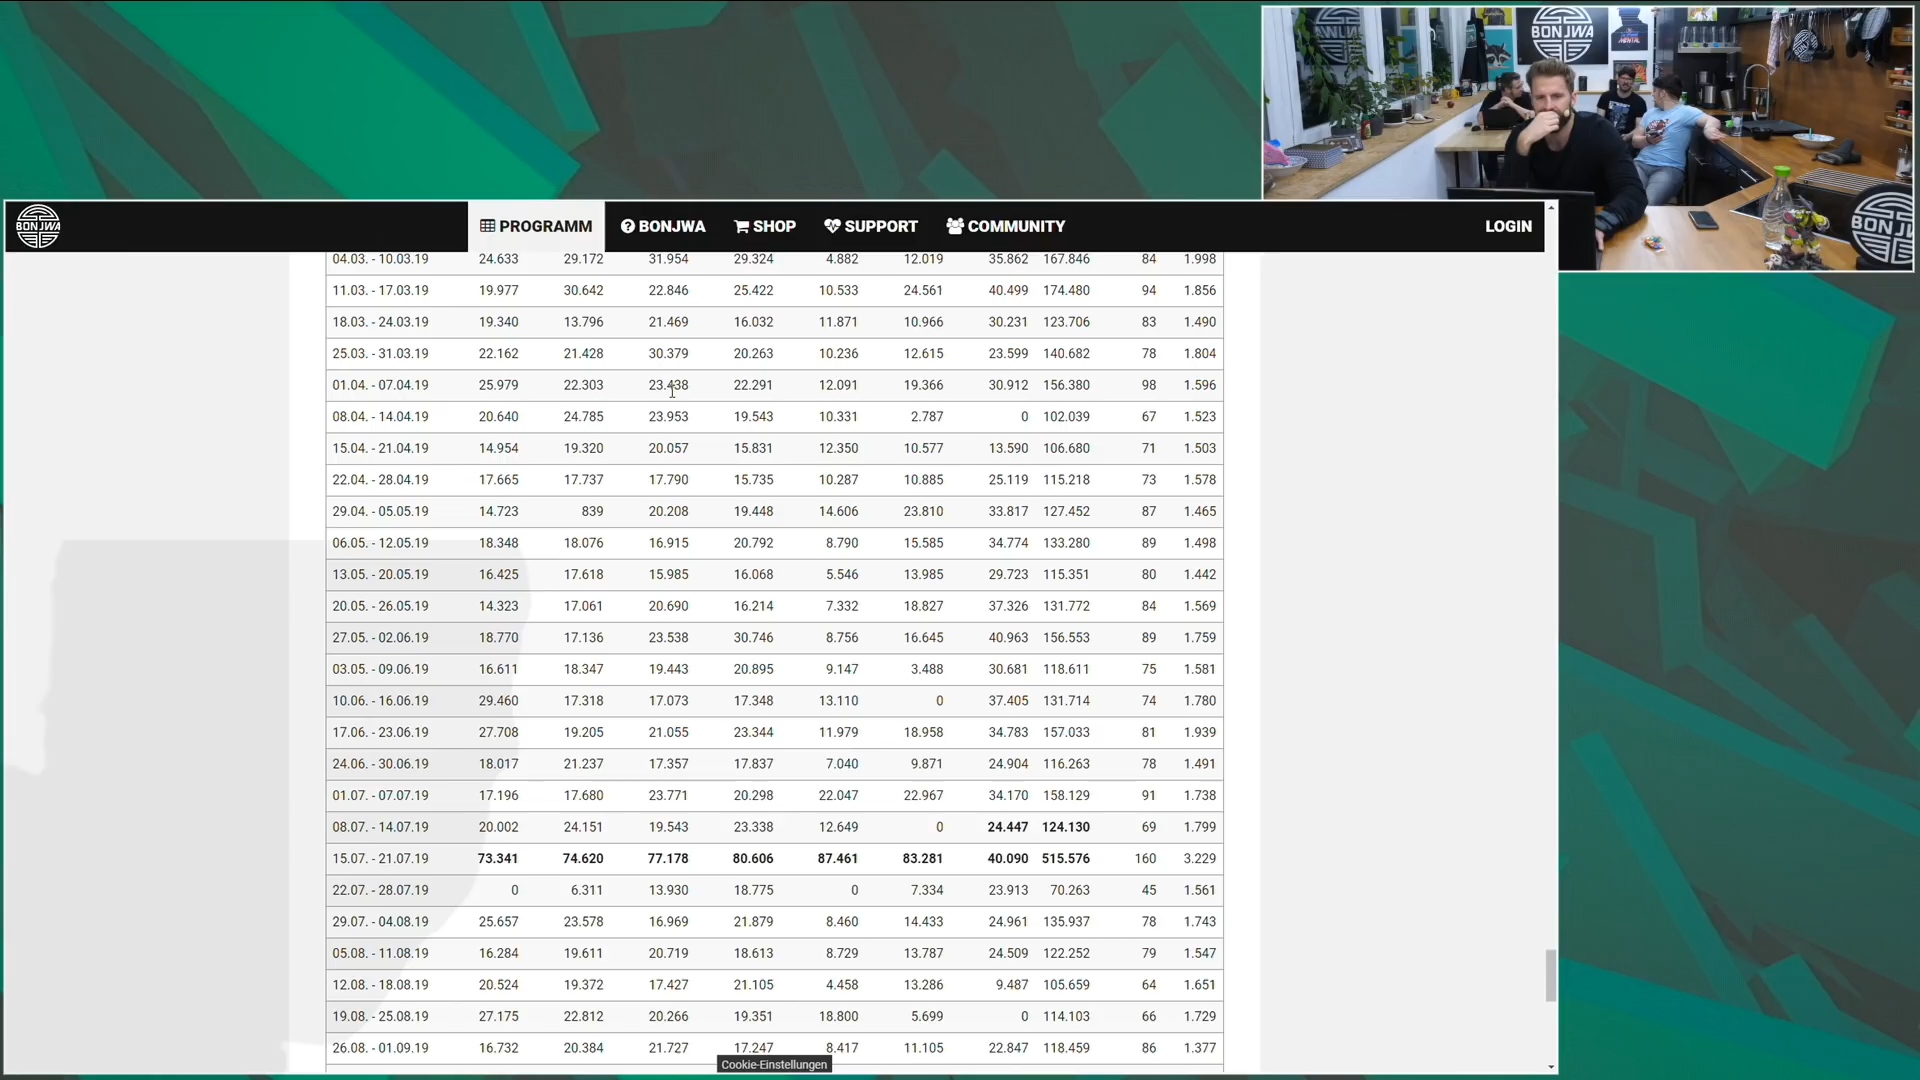 BONJWA
BONJWA
BONJWA
PROGRAMM BONJWA SHOP SUPPORT COMMUNITY LOGIN
04.03. - 10.03.19 24.633 29.172 31.954 29.324 4.882 12.019 35.862 167.846 84 1.998
11.03. - 17.03.19 19.977 30.642 22.846 25.422 10.533 24.561 40.499 174.480 94 1.856
18.03. - 24.03.19 19.340 13.796 21.469 16.032 11.871 10.966 30.231 123.706 83 1.490
25.03. - 31.03.19 22.162 21.428 30.379 20.263 10.236 12.615 23.599 140.682 78 1.804
01.04. - 07.04.19 25.979 22.303 23.438 22.291 12.091 19.366 30.912 156.380 98 1.596
08.04. - 14.04.19 20.640 24.785 23.953 19.543 10.331 2.787 0 102.039 67 1.523
15.04. - 21.04.19 14.954 19.320 20.057 15.831 12.350 10.577 13.590 106.680 71 1.503
22.04. - 28.04.19 17.665 17.737 17.790 15.735 10.287 10.885 25.119 115.218 73 1.578
29.04. - 05.05.19 14.723 839 20.208 19.448 14.606 23.810 33.817 127.452 87 1.465
06.05. - 12.05.19 18.348 18.076 16.915 20.792 8.790 15.585 34.774 133.280 89 1.498
13.05. - 20.05.19 16.425 17.618 15.985 16.068 5.546 13.985 29.723 115.351 80 1.442
20.05. - 26.05.19 14.323 17.061 20.690 16.214 7.332 18.827 37.326 131.772 84 1.569
27.05. - 02.06.19 18.770 17.136 23.538 30.746 8.756 16.645 40.963 156.553 89 1.759
03.05. - 09.06.19 16.611 18.347 19.443 20.895 9.147 3.488 30.681 118.611 75 1.581
10.06. - 16.06.19 29.460 17.318 17.073 17.348 13.110 0 37.405 131.714 74 1.780
17.06. - 23.06.19 27.708 19.205 21.055 23.344 11.979 18.958 34.783 157.033 81 1.939
24.06. - 30.06.19 18.017 21.237 17.357 17.837 7.040 9.871 24.904 116.263 78 1.491
01.07. - 07.07.19 17.196 17.680 23.771 20.298 22.047 22.967 34.170 158.129 91 1.738
08.07. - 14.07.19 20.002 24.151 19.543 23.338 12.649 0 24.447 124.130 69 1.799
15.07. - 21.07.19 73.341 74.620 77.178 80.606 87.461 83.281 40.090 515.576 160 3.229
22.07. - 28.07.19 0 6.311 13.930 18.775 0 7.334 23.913 70.263 45 1.561
29.07. - 04.08.19 25.657 23.578 16.969 21.879 8.460 14.433 24.961 135.937 78 1.743
05.08. - 11.08.19 16.284 19.611 20.719 18.613 8.729 13.787 24.509 122.252 79 1.547
12.08. - 18.08.19 20.524 19.372 17.427 21.105 4.458 13.286 9.487 105.659 64 1.651
19.08. - 25.08.19 27.175 22.812 20.266 19.351 18.800 5.699 0 114.103 66 1.729
26.08. - 01.09.19 16.732 20.384 21.727 17.247 8.417 11.105 22.847 118.459 86 1.377
Cookie-Einstellungen